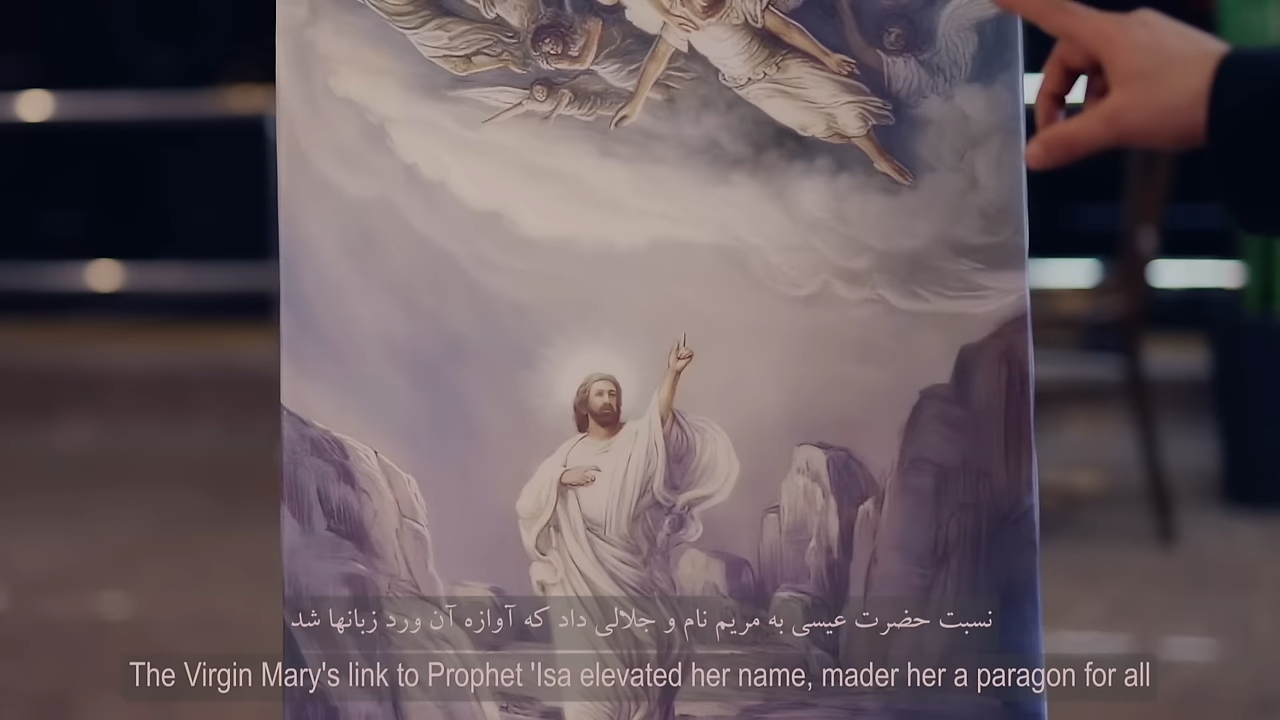 نسبت حضرت عیسی به مریم نام و جلالی داد که آوازه آن ورد زبانها شد
The Virgin Mary's link to Prophet 'Isa elevated her name, mader her a paragon for all